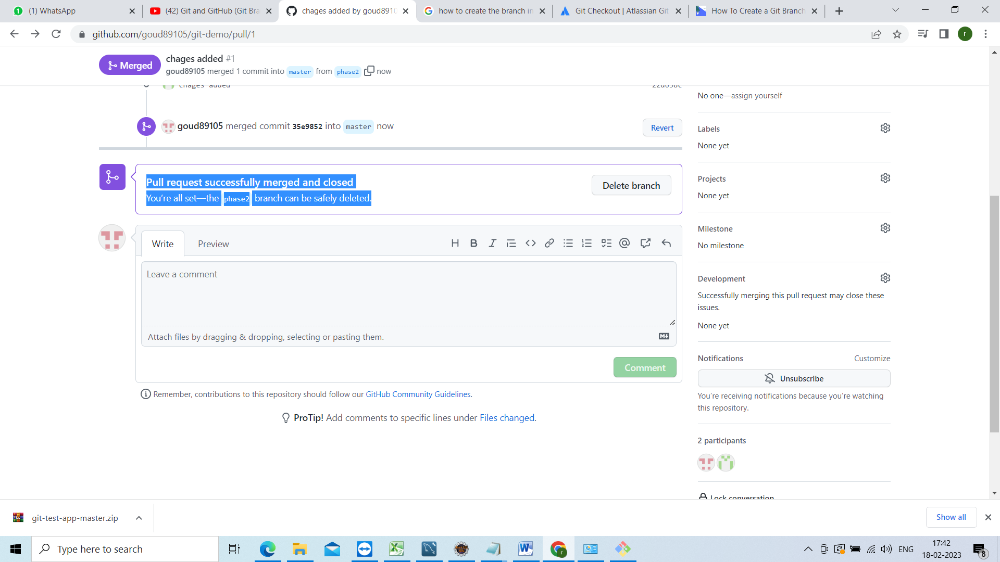 (1) WhatsApp
(42) Git and GitHub (Git Bra
chages added by goud8910
how to create the branch in
Git Checkout | Atlassian Git
How To Create a Git Branch
github.com/goud89105/git-demo/pull/1
r
Merged
chages added #1
goud89105 merged 1 commit into master from phase2 now
chages added
No one—assign yourself
goud89105 merged commit 35e9852 into master now
Revert
Labels
None yet
Pull request successfully merged and closed
You're all set—the phase2 branch can be safely deleted.
Delete branch
Projects
None yet
Write
Preview
Milestone
No milestone
Leave a comment
Development
Successfully merging this pull request may close these
issues.
None yet
Attach files by dragging & dropping, selecting or pasting them.
Comment
Notifications
Customize
Unsubscribe
You're receiving notifications because you're watching
this repository.
Remember, contributions to this repository should follow our GitHub Community Guidelines.
ProTip! Add comments to specific lines under Files changed.
2 participants
Lock conversation
git-test-app-master.zip
Show all
Type here to search
ENG
17:42
18-02-2023
8